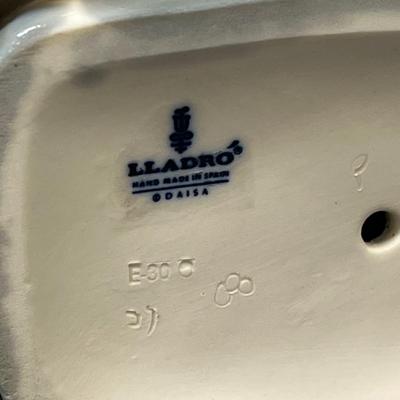 LLADRÓ®
HAND MADE IN SPAIN
© DAISA
E-30